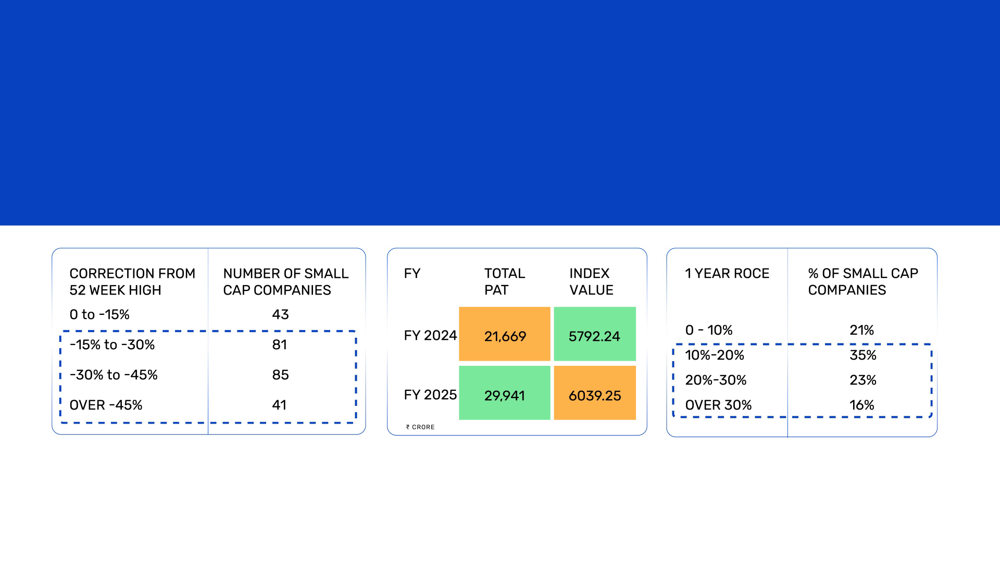 CORRECTION FROM
52 WEEK HIGH
NUMBER OF SMALL
CAP COMPANIES
0 to -15% 43
-15% to -30% 81
-30% to -45% 85
OVER -45% 41
FY
TOTAL
PAT
INDEX
VALUE
FY 2024 21,669 5792.24
FY 2025 29,941 6039.25
₹ CRORE
1 YEAR ROCE
% OF SMALL CAP
COMPANIES
0 - 10% 21%
10%-20% 35%
20%-30% 23%
OVER 30% 16%